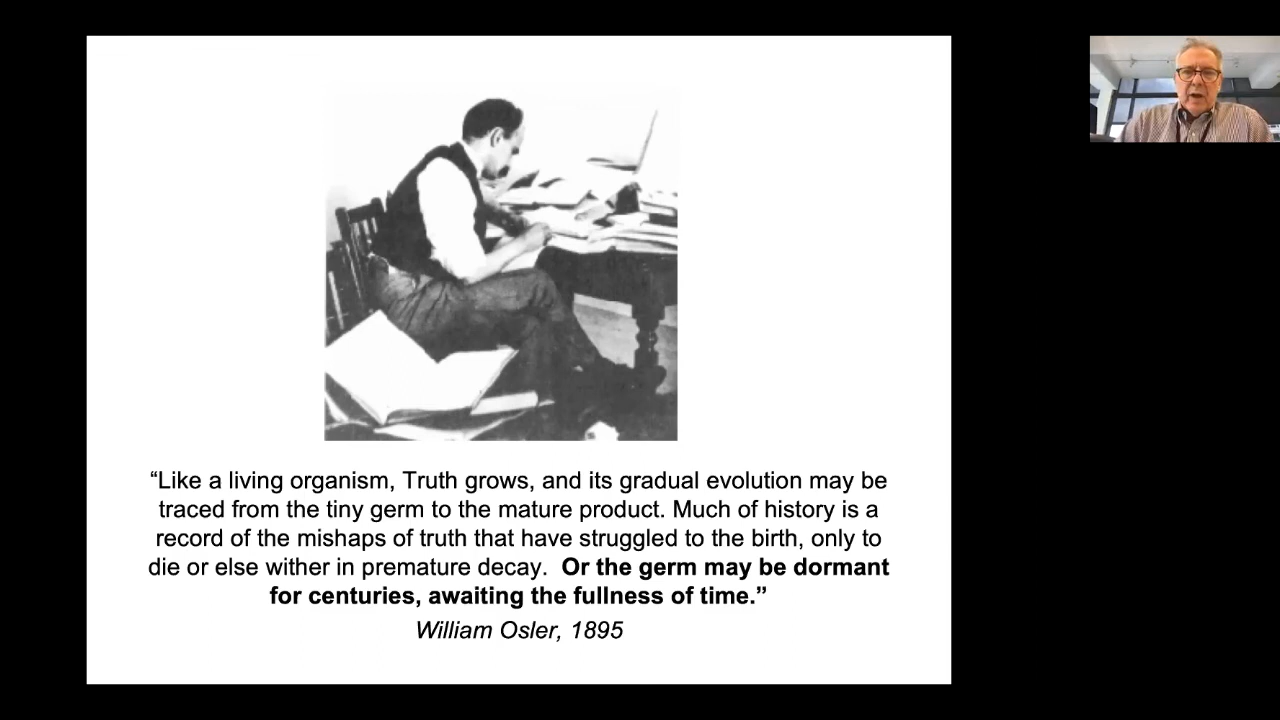 “Like a living organism, Truth grows, and its gradual evolution may be
traced from the tiny germ to the mature product. Much of history is a
record of the mishaps of truth that have struggled to the birth, only to
die or else wither in premature decay.  Or the germ may be dormant
for centuries, awaiting the fullness of time.”
William Osler, 1895